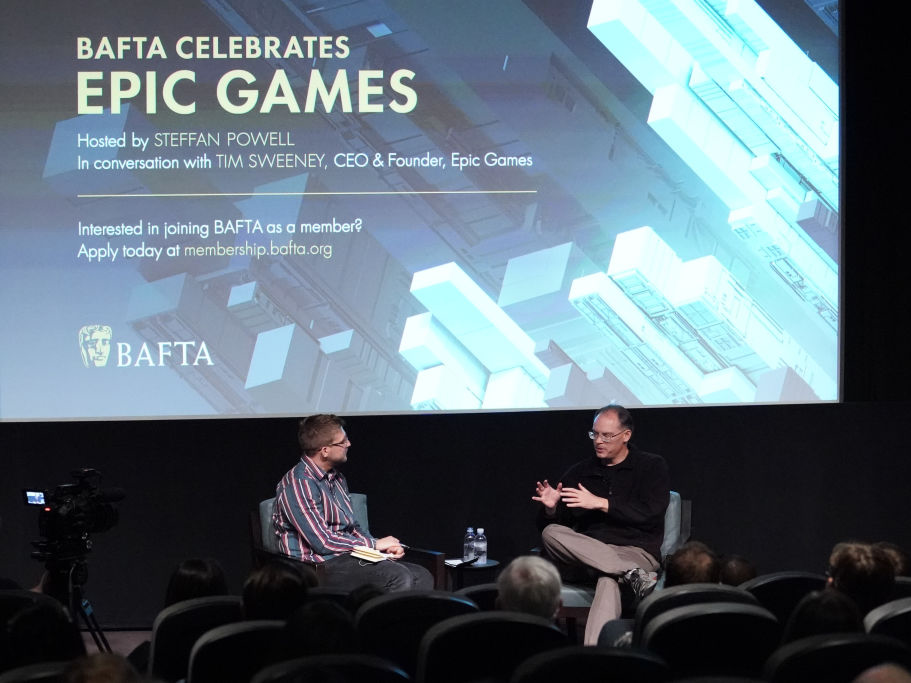 BAFTA CELEBRATES
EPIC GAMES
Hosted by STEFFAN POWELL
In conversation with TIM SWEENEY, CEO & Founder, Epic Games
Interested in joining BAFTA as a member?
Apply today at membership.bafta.org
BAFTA